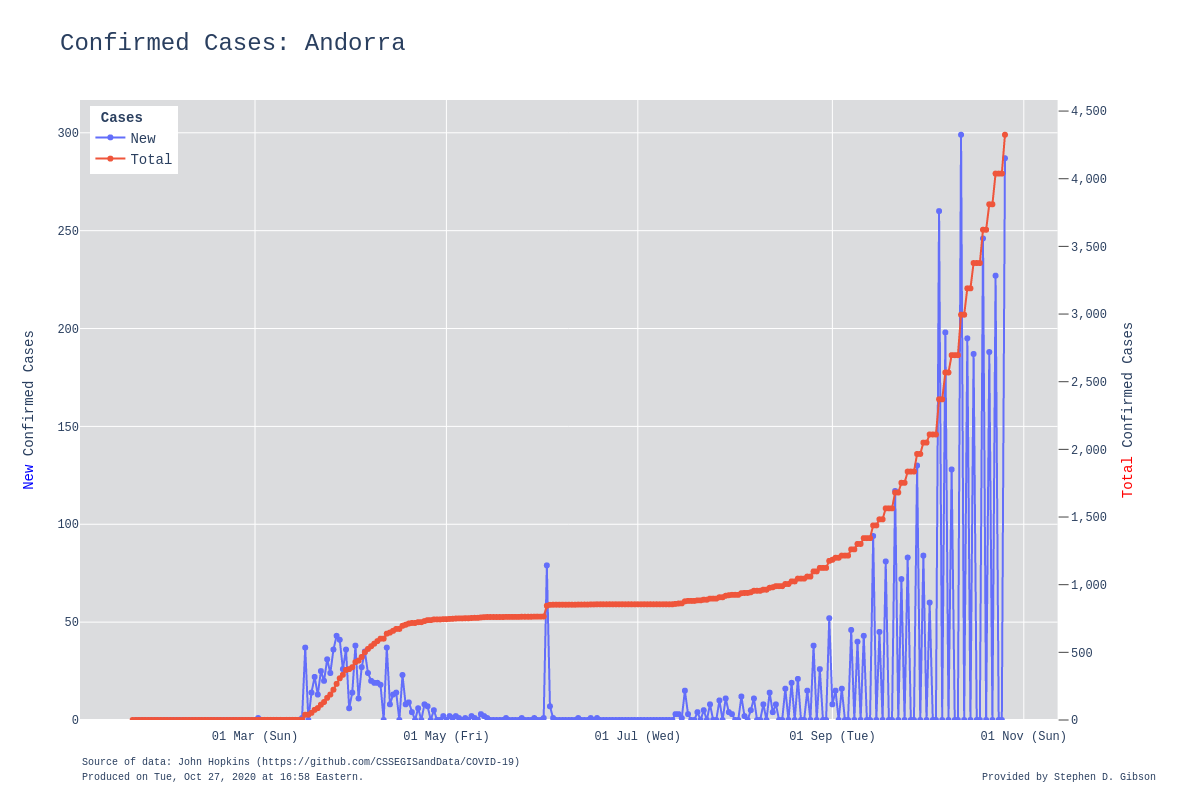 Confirmed Cases: Andorra
Cases
New
Total
300
250
200
150
100
50
0
4,500
4,000
3,500
3,000
2,500
2,000
1,500
1,000
500
0
New Confirmed Cases
Total Confirmed Cases
01 Mar (Sun)
01 May (Fri)
01 Jul (Wed)
01 Sep (Tue)
01 Nov (Sun)
Source of data: John Hopkins (https://github.com/CSSEGISandData/COVID-19)
Produced on Tue, Oct 27, 2020 at 16:58 Eastern.
Provided by Stephen D. Gibson